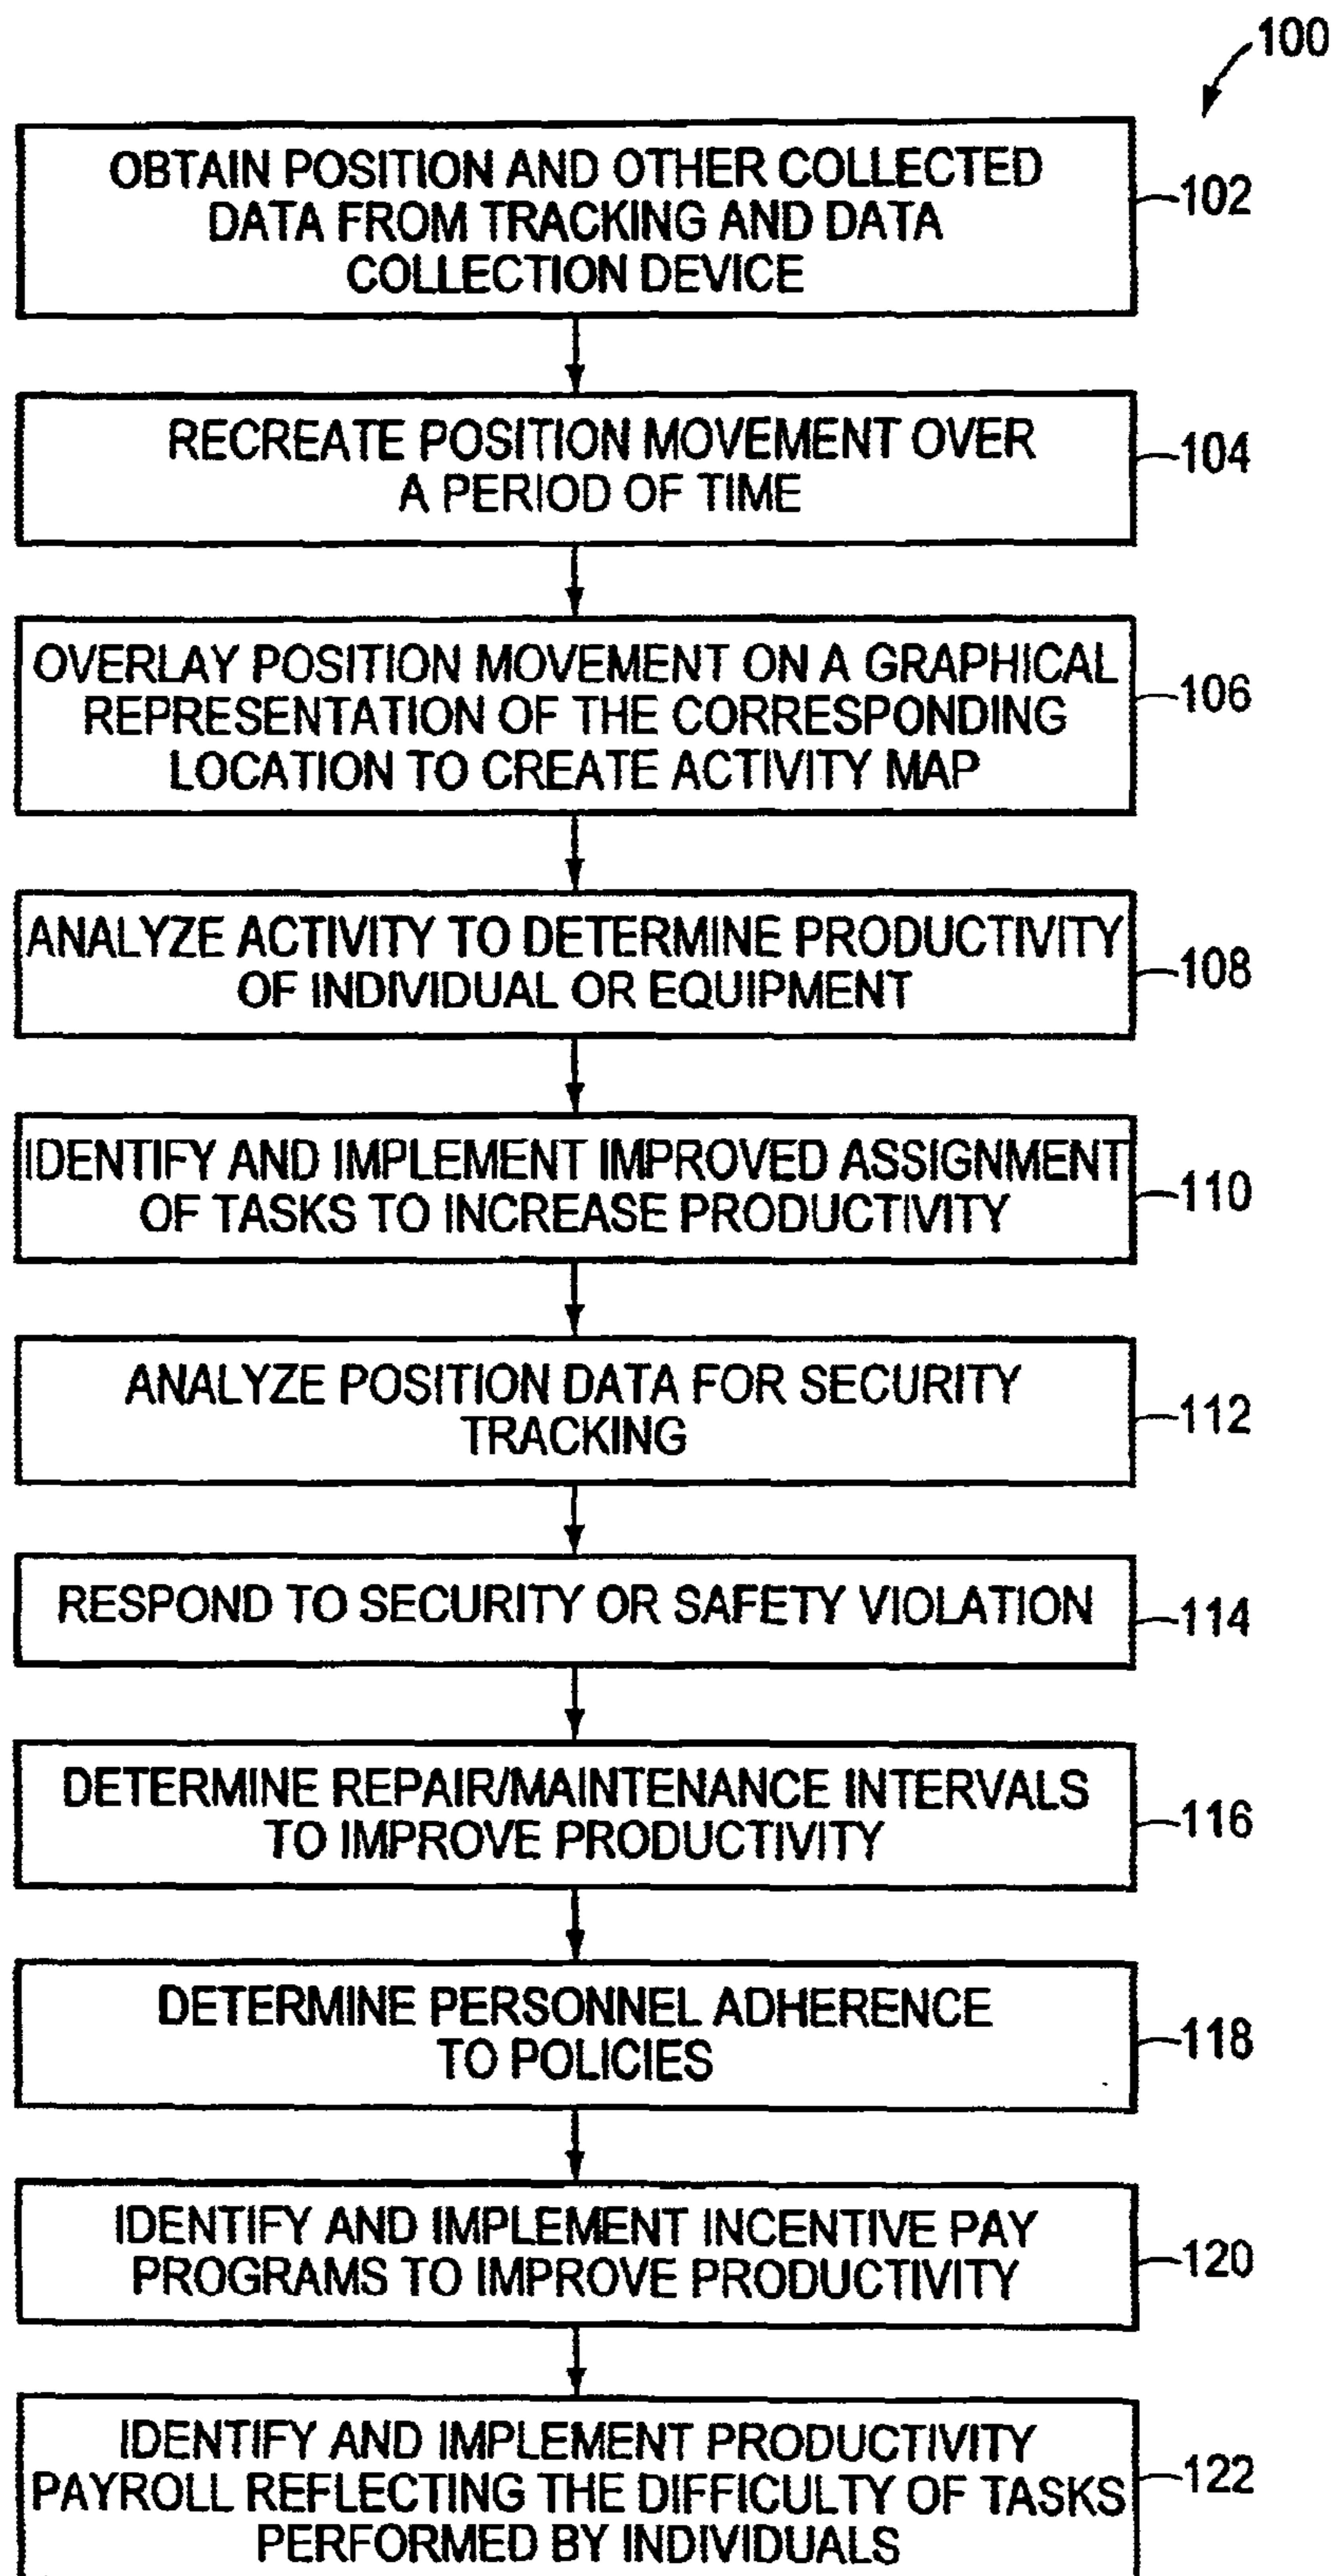 100
OBTAIN POSITION AND OTHER COLLECTED
DATA FROM TRACKING AND DATA
COLLECTION DEVICE
102
RECREATE POSITION MOVEMENT OVER
A PERIOD OF TIME
104
OVERLAY POSITION MOVEMENT ON A GRAPHICAL
REPRESENTATION OF THE CORRESPONDING
LOCATION TO CREATE ACTIVITY MAP
106
ANALYZE ACTIVITY TO DETERMINE PRODUCTIVITY
OF INDIVIDUAL OR EQUIPMENT
108
IDENTIFY AND IMPLEMENT IMPROVED ASSIGNMENT
OF TASKS TO INCREASE PRODUCTIVITY
110
ANALYZE POSITION DATA FOR SECURITY
TRACKING
112
RESPOND TO SECURITY OR SAFETY VIOLATION
114
DETERMINE REPAIR/MAINTENANCE INTERVALS
TO IMPROVE PRODUCTIVITY
116
DETERMINE PERSONNEL ADHERENCE
TO POLICIES
118
IDENTIFY AND IMPLEMENT INCENTIVE PAY
PROGRAMS TO IMPROVE PRODUCTIVITY
120
IDENTIFY AND IMPLEMENT PRODUCTIVITY
PAYROLL REFLECTING THE DIFFICULTY OF TASKS
PERFORMED BY INDIVIDUALS
122